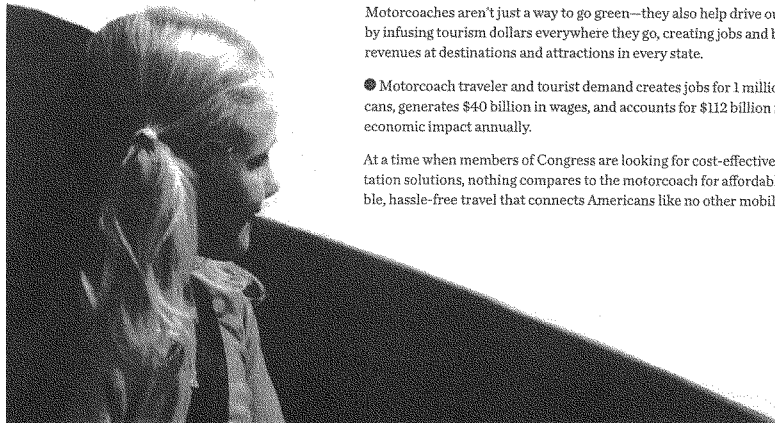 Motorcoaches aren't just a way to go green—they also help drive
by infusing tourism dollars everywhere they go, creating jobs and
revenues at destinations and attractions in every state.
● Motorcoach traveler and tourist demand creates jobs for 1
cans, generates $40 billion in wages, and accounts for $112 billion
economic impact annually.
At a time when members of Congress are looking for cost-effective
tation solutions, nothing compares to the motorcoach for
ble, hassle-free travel that connects Americans like no other